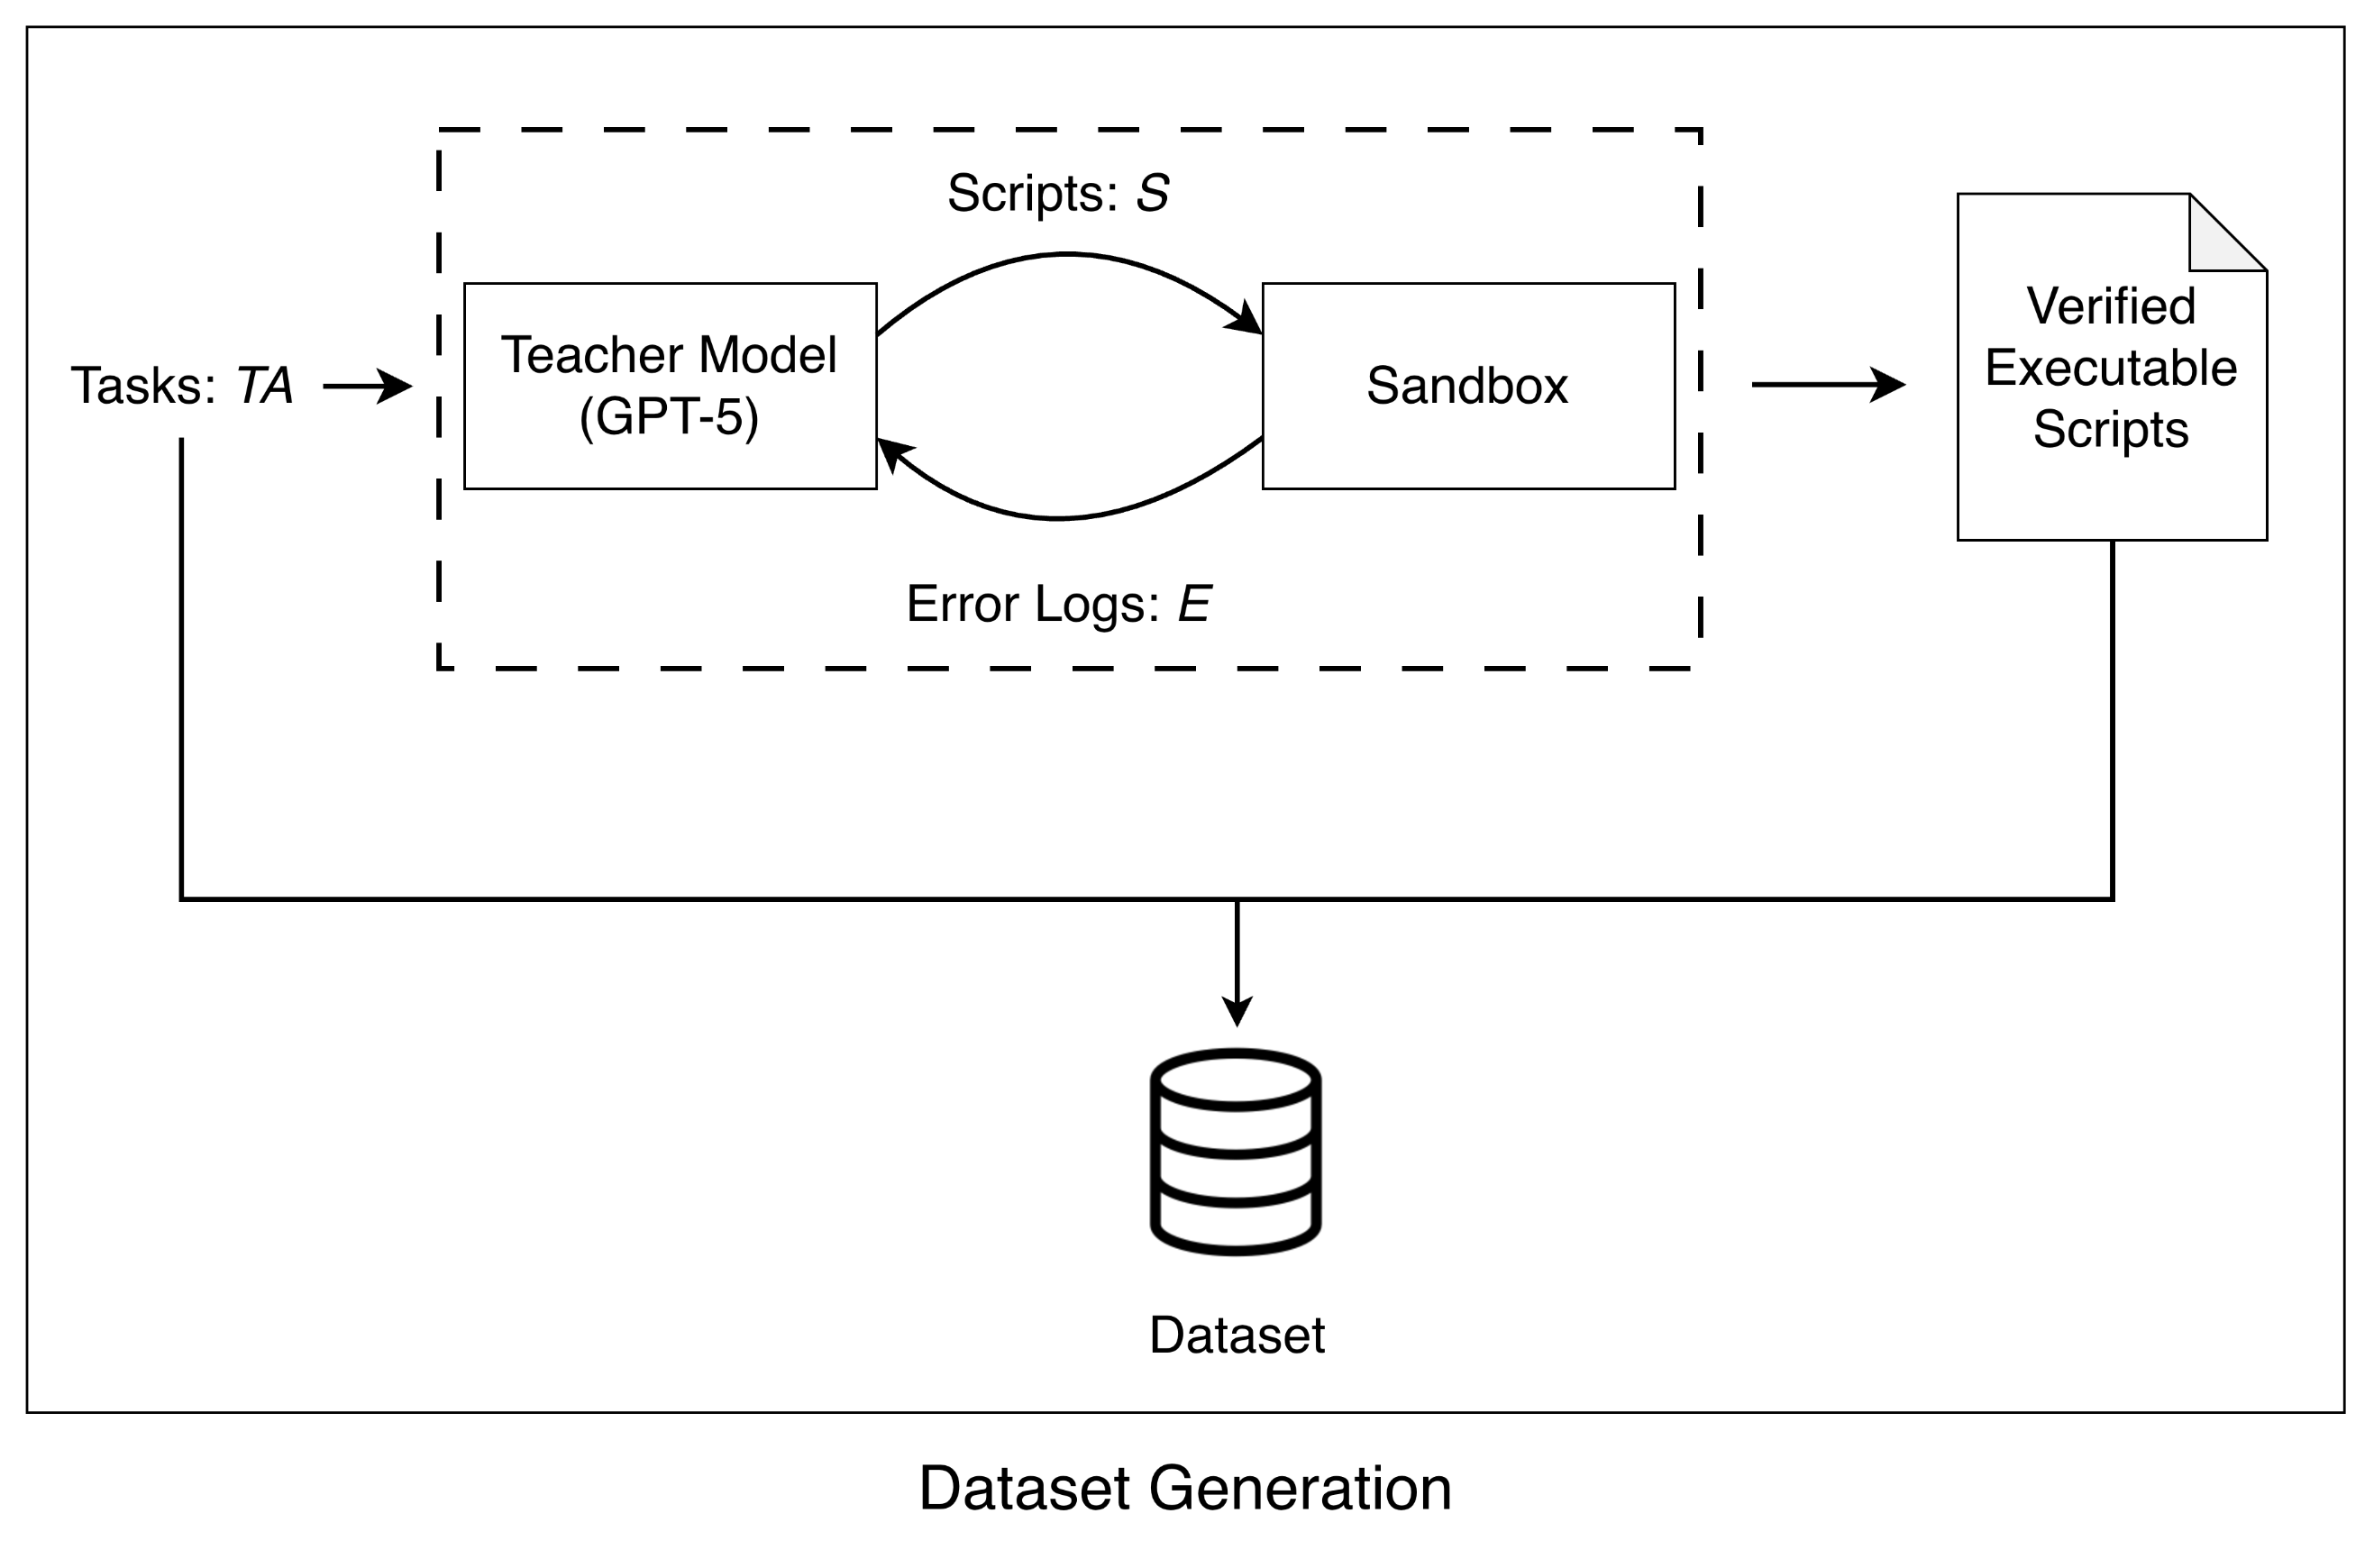 Scripts: S
Tasks: TA
Teacher Model
(GPT-5)
Sandbox
Verified
Executable
Scripts
Error Logs: E
Dataset
Dataset Generation